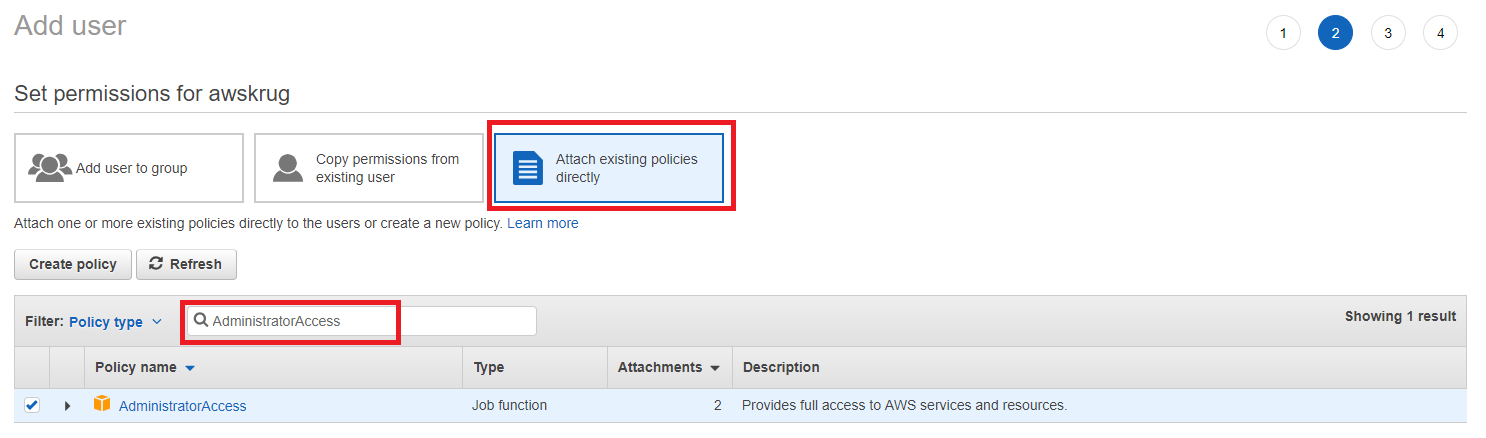 Add user
1 2 3 4
Set permissions for awskrug
Add user to group
Copy permissions from
existing user
Attach existing policies
directly
Attach one or more existing policies directly to the users or create a new policy. Learn more
Create policy Refresh
Filter: Policy type AdministratorAccess Showing 1 result
Policy name Type Attachments Description
AdministratorAccess Job function 2 Provides full access to AWS services and resources.